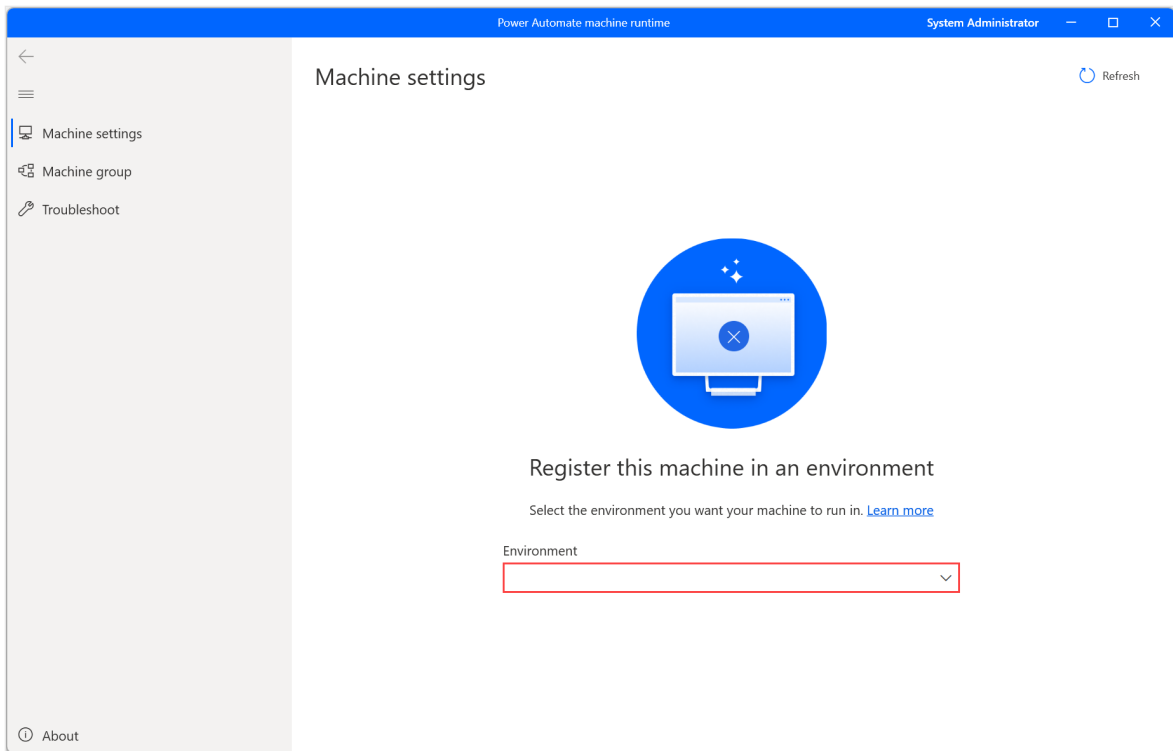 Power Automate machine runtime
System Administrator
Machine settings
Machine group
Troubleshoot
About
Machine settings
Refresh
Register this machine in an environment
Select the environment you want your machine to run in. Learn more
Environment